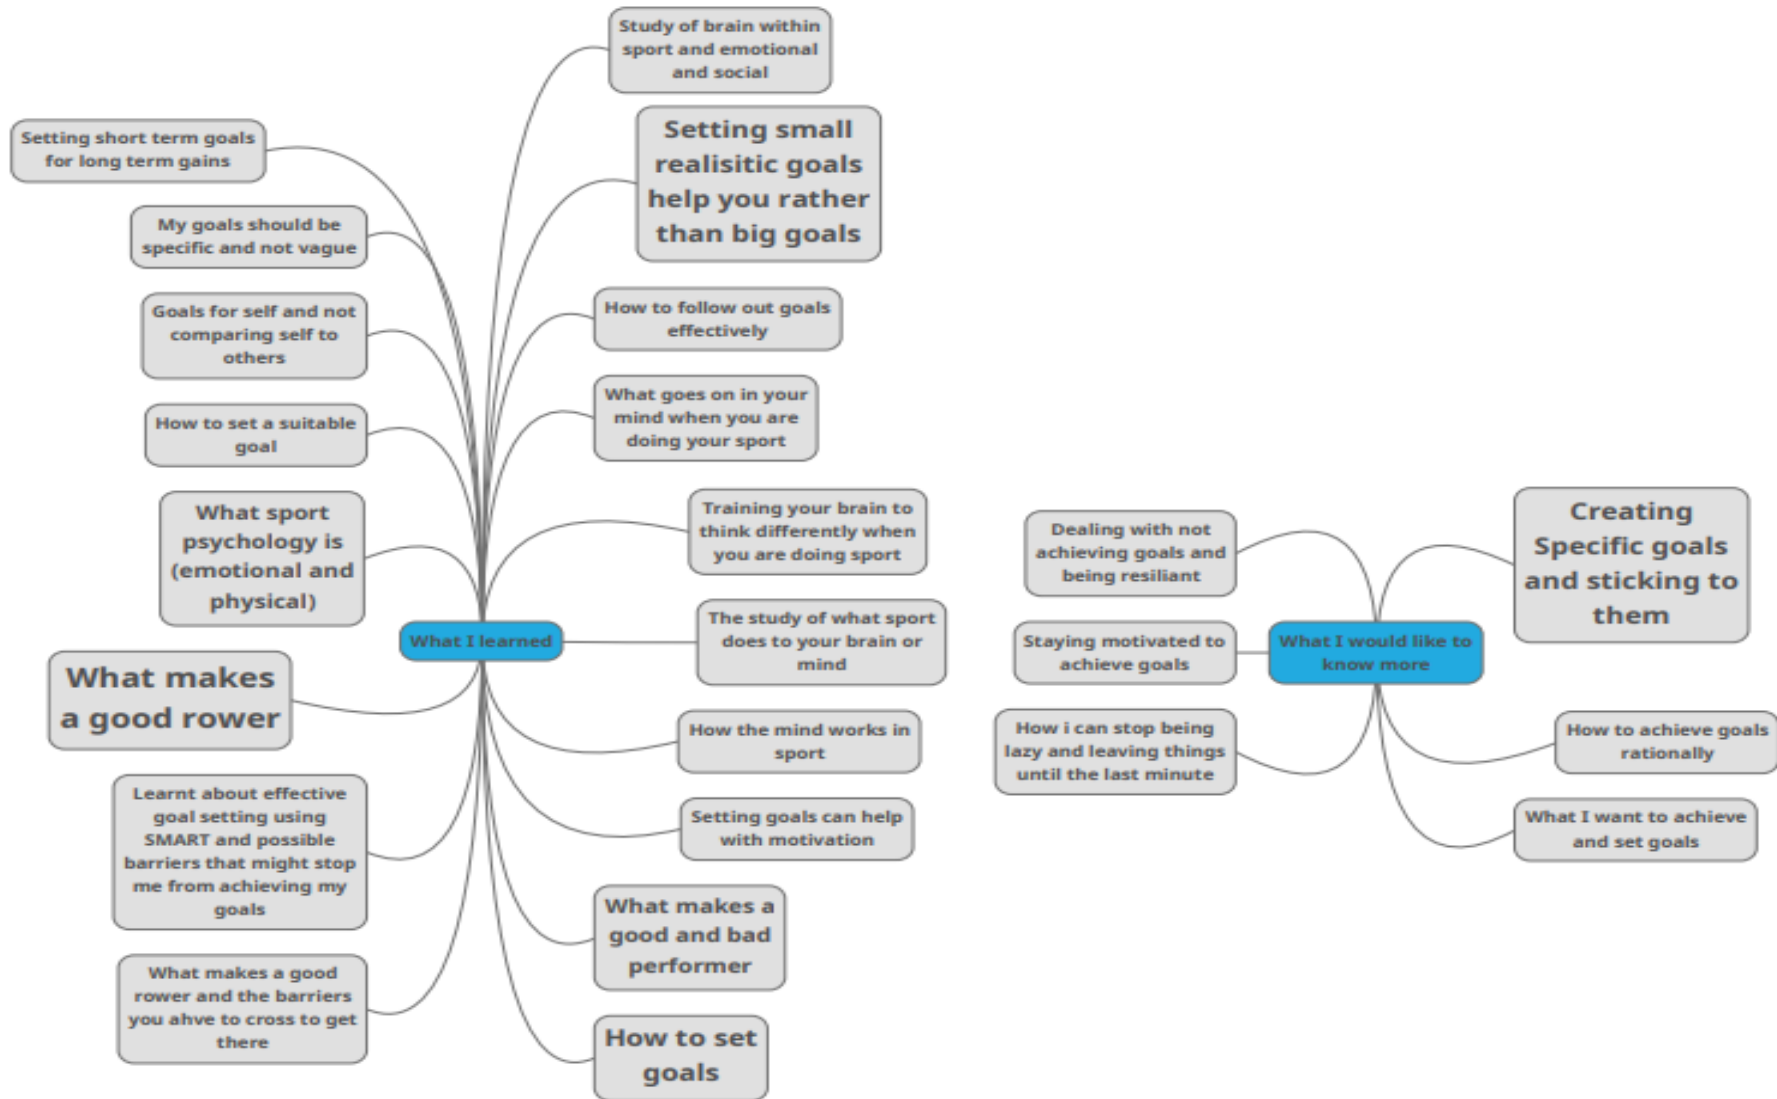 Study of brain within
sport and emotional
and social
Setting small
realisitic goals
help you rather
than big goals
How to follow out goals
effectively
What goes on in your
mind when you are
doing your sport
Training your brain to
think differently when
you are doing sport
The study of what sport
does to your brain or
mind
How the mind works in
sport
Setting goals can help
with motivation
What makes a
good and bad
performer
How to set
goals
Setting short term goals
for long term gains
My goals should be
specific and not vague
Goals for self and not
comparing self to
others
How to set a suitable
goal
What sport
psychology is
(emotional and
physical)
What makes
a good rower
Learnt about effective
goal setting using
SMART and possible
barriers that might stop
me from achieving my
goals
What makes a good
rower and the barriers
you ahve to cross to get
there
What I learned
Dealing with not
achieving goals and
being resiliant
Staying motivated to
achieve goals
How i can stop being
lazy and leaving things
until the last minute
What I would like to
know more
Creating
Specific goals
and sticking to
them
How to achieve goals
rationally
What I want to achieve
and set goals